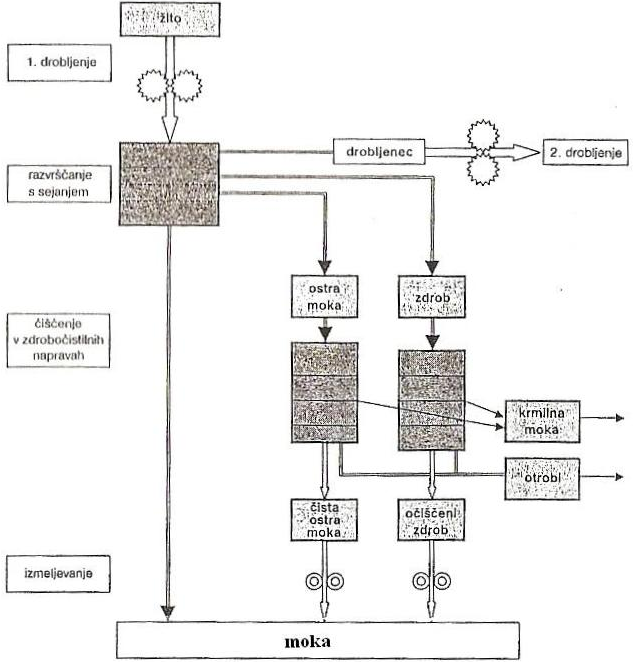 žito
1. drobljenje
drobljenec
2. drobljenje
razvrščanje
s sejanjem
ostra
moka
zdrob
čiščenje
v zdrobočistilnih
napravah
krmilna
moka
otrobi
čista
ostra
moka
očiščeni
zdrob
izmeljevanje
moka